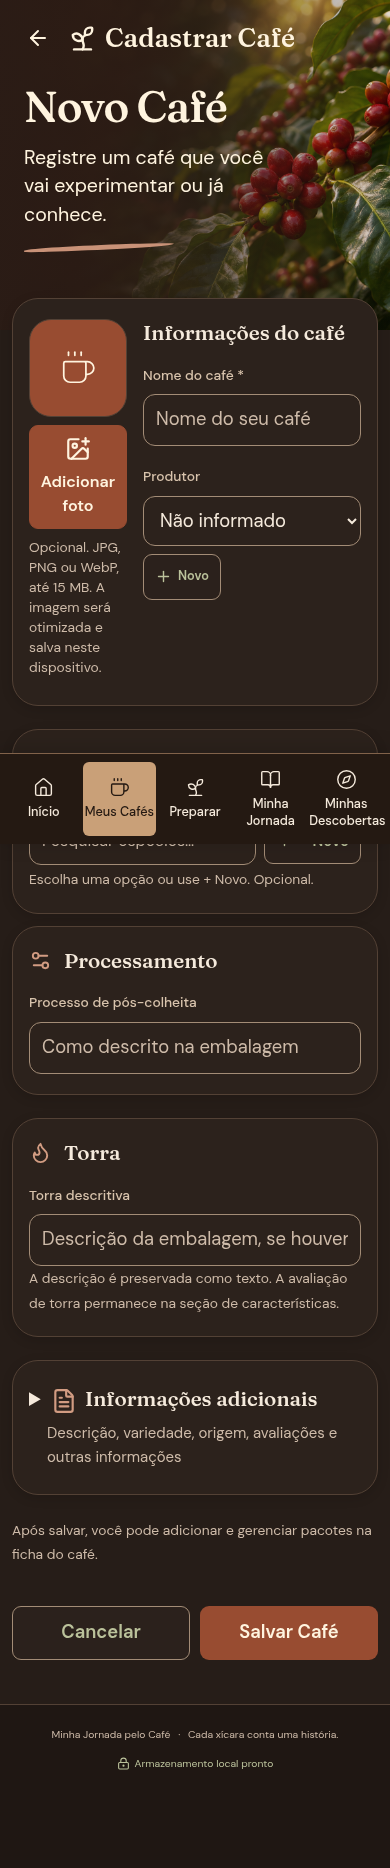 Cadastrar Café
Novo Café
Registre um café que você
vai experimentar ou já
conhece.
Informações do café
Nome do café *
Nome do seu café
Produtor
Não informado
Novo
Adicionar
foto
Opcional. JPG,
PNG ou WebP,
até 15 MB. A
imagem será
otimizada e
salva neste
dispositivo.
Início
Meus Cafés
Preparar
Minha
Jornada
Minhas
Descobertas
Escolha uma opção ou use + Novo. Opcional.
Processamento
Processo de pós-colheita
Como descrito na embalagem
Torra
Torra descritiva
Descrição da embalagem, se houver
A descrição é preservada como texto. A avaliação
de torra permanece na seção de características.
Informações adicionais
Descrição, variedade, origem, avaliações e
outras informações
Após salvar, você pode adicionar e gerenciar pacotes na
ficha do café.
Cancelar
Salvar Café
Minha Jornada pelo Café · Cada xícara conta uma história.
Armazenamento local pronto